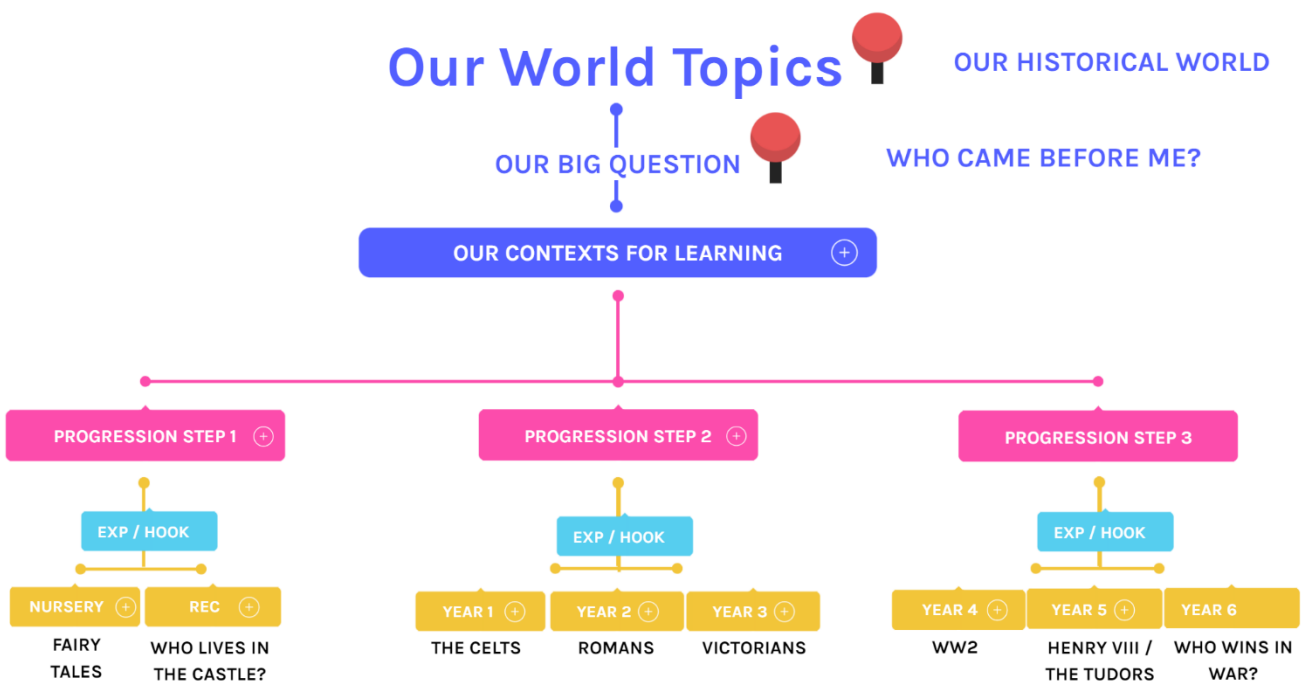 Our World Topics
OUR HISTORICAL WORLD
OUR BIG QUESTION
WHO CAME BEFORE ME?
OUR CONTEXTS FOR LEARNING
PROGRESSION STEP 1
PROGRESSION STEP 2
PROGRESSION STEP 3
EXP / HOOK
EXP / HOOK
EXP / HOOK
NURSERY
REC
YEAR 1
YEAR 2
YEAR 3
YEAR 4
YEAR 5
YEAR 6
FAIRY
TALES
WHO LIVES IN
THE CASTLE?
THE CELTS
ROMANS
VICTORIANS
WW2
HENRY VIII /
THE TUDORS
WHO WINS IN
WAR?